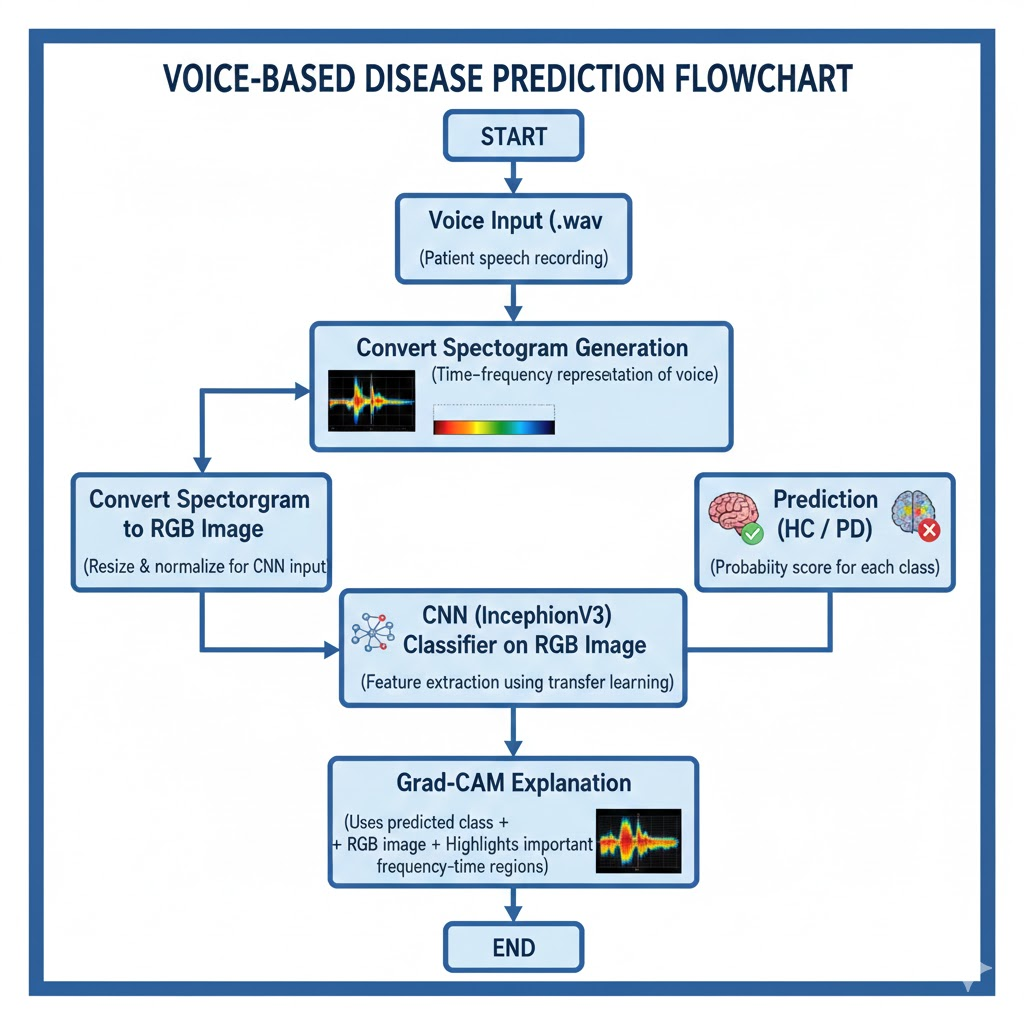 VOICE-BASED DISEASE PREDICTION FLOWCHART
START
Voice Input (.wav
(Patient speech recording)
Convert Spectogram Generation
(Time-frequency represetation of voice)
Convert Spectorgram
to RGB Image
(Resize & normalize for CNN input)
Prediction
(HC / PD)
(Probabiity score for each class)
CNN (IncephionV3)
Classifier on RGB Image
(Feature extraction using transfer learning)
Grad-CAM Explanation
(Uses predicted class +
+ RGB image + Highlights important
frequency-time regions)
END